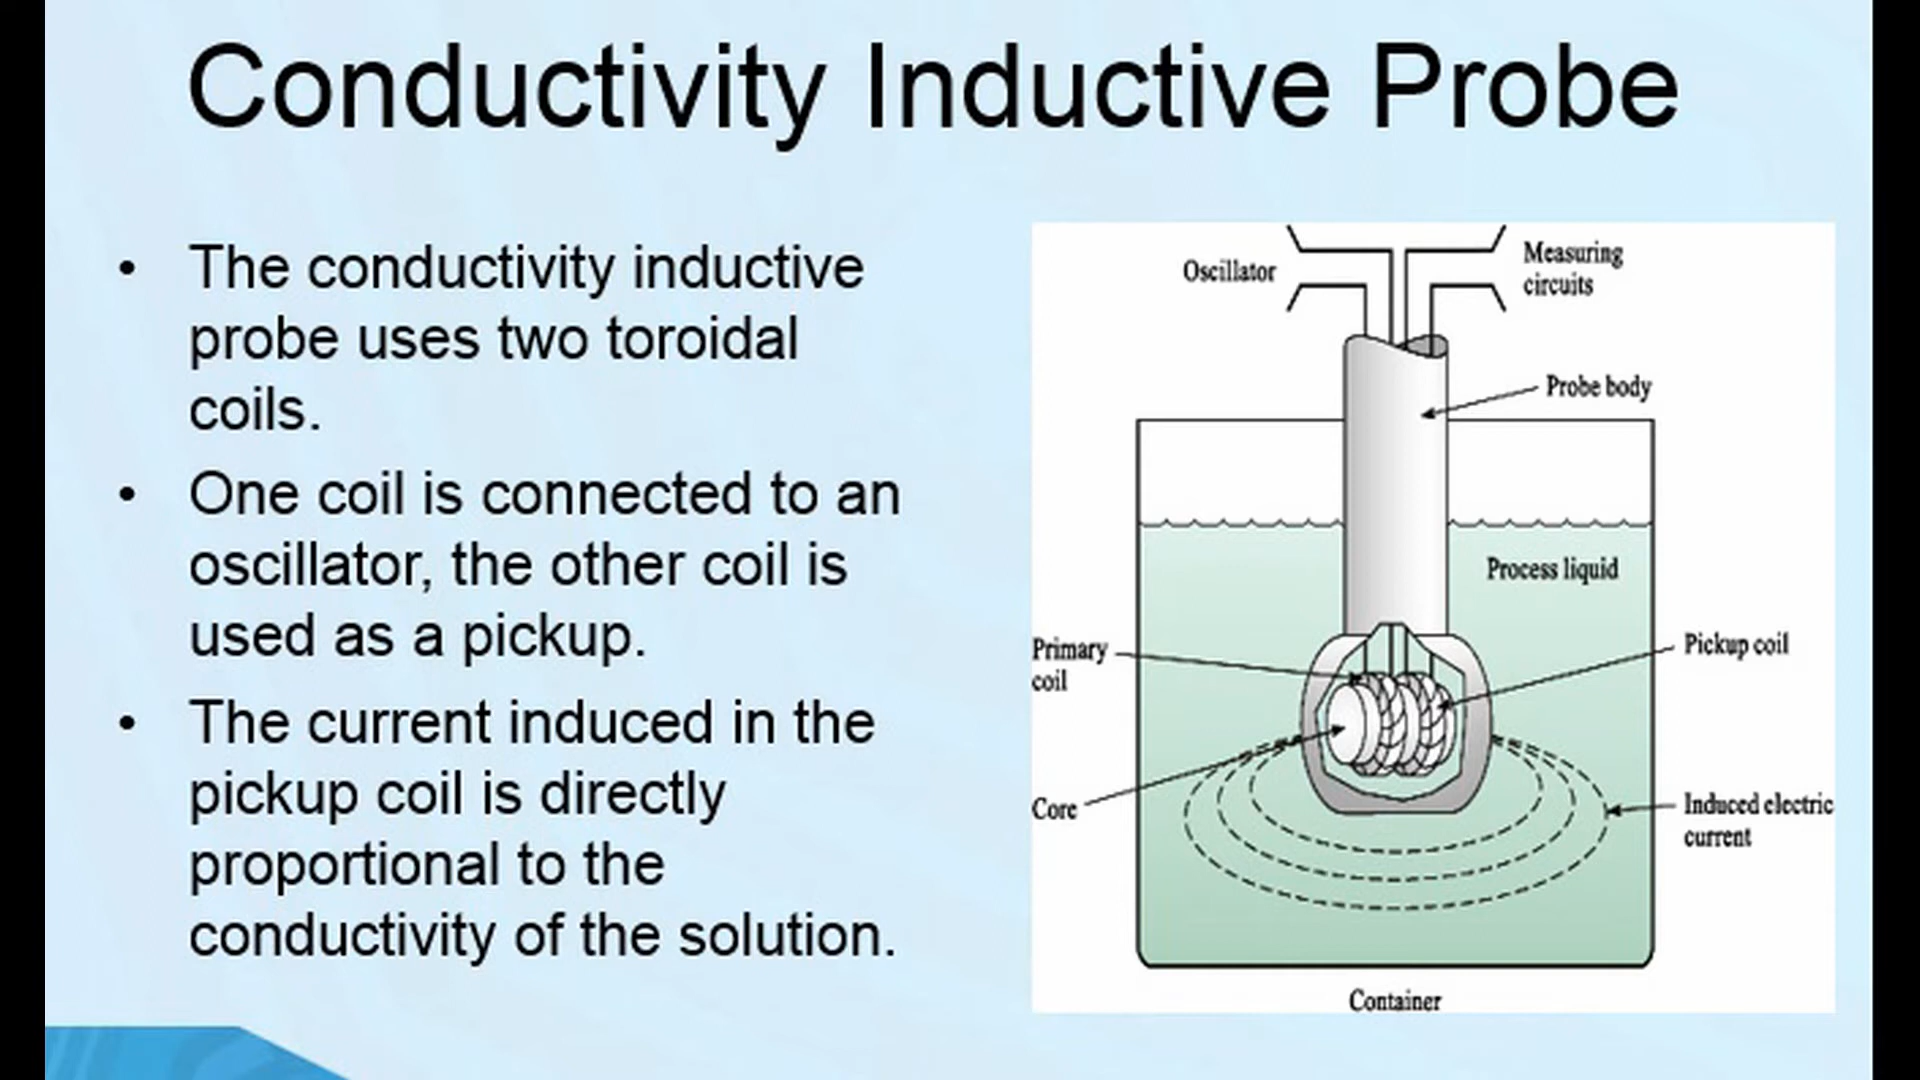 Conductivity Inductive Probe
• The conductivity inductive
probe uses two toroidal
coils.
• One coil is connected to an
oscillator, the other coil is
used as a pickup.
• The current induced in the
pickup coil is directly
proportional to the
conductivity of the solution.
Oscillator
Measuring
circuits
Probe body
Process liquid
Primary
coil
Pickup coil
Core
Induced electric
current
Container